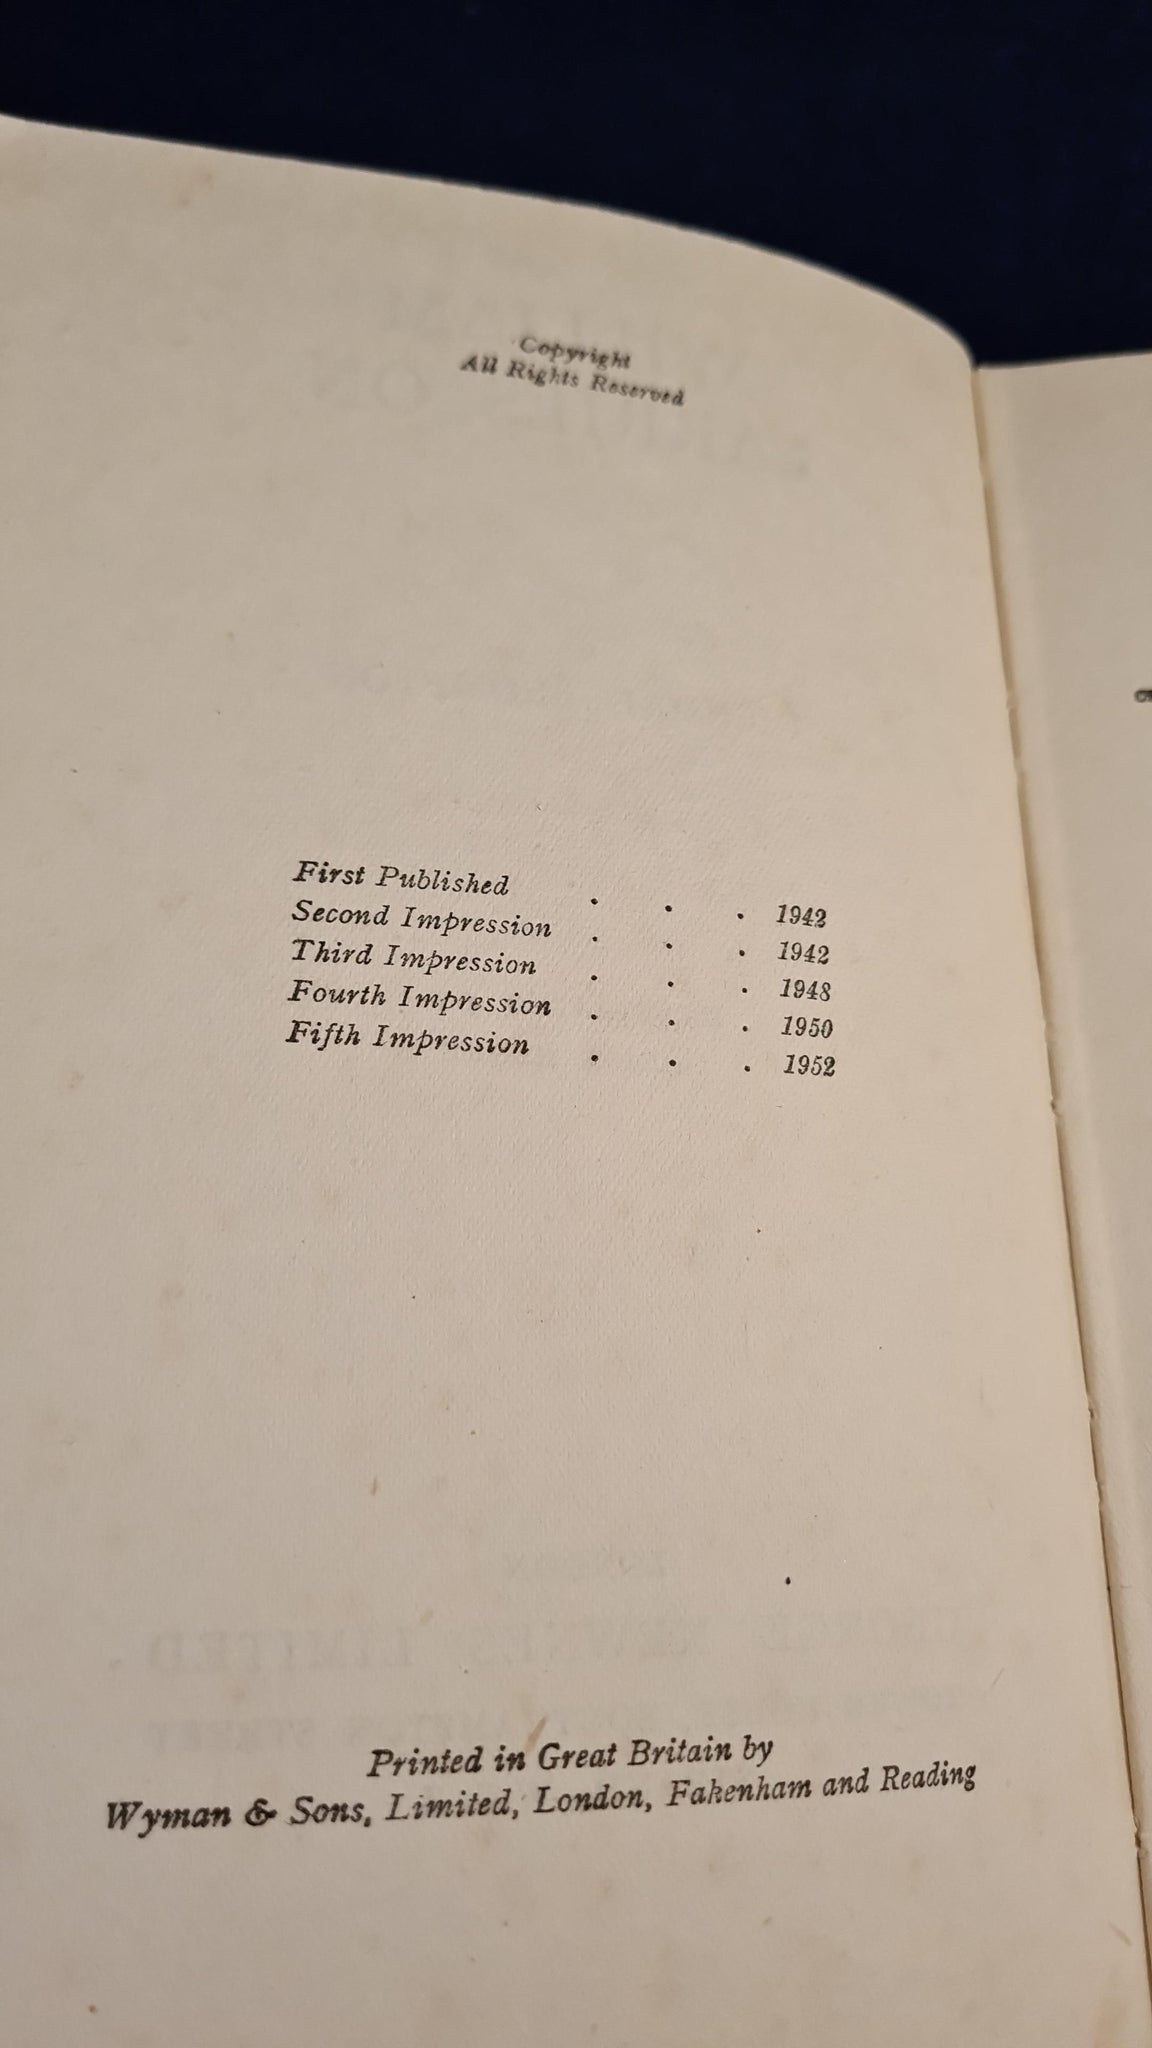 Copyright
All Rights Reserved
First Published . . . 1942
Second Impression . . . 1942
Third Impression . . . 1948
Fourth Impression . . . 1950
Fifth Impression . . . 1952
Printed in Great Britain by
Wyman & Sons, Limited, London, Fakenham and Reading